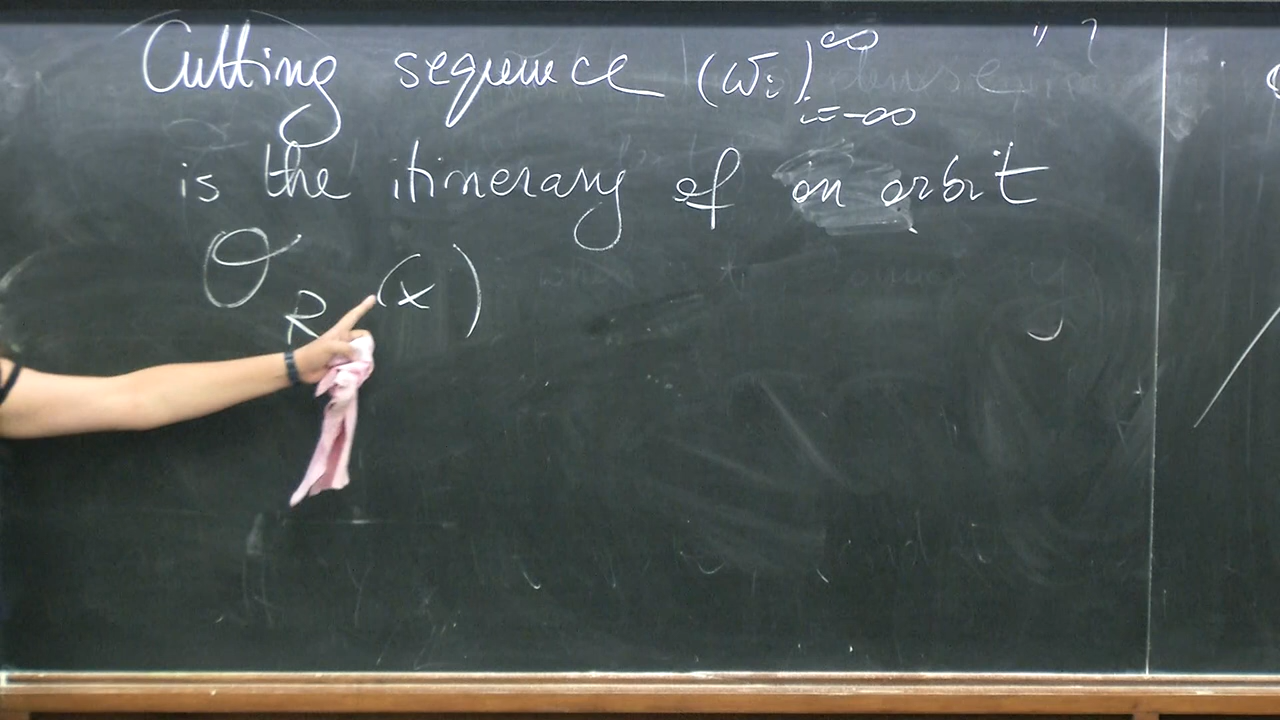 Cutting sequence (ωᵢ)_{i=-∞}^{∞} " ?
is the itinerary of an orbit
O_R (x)